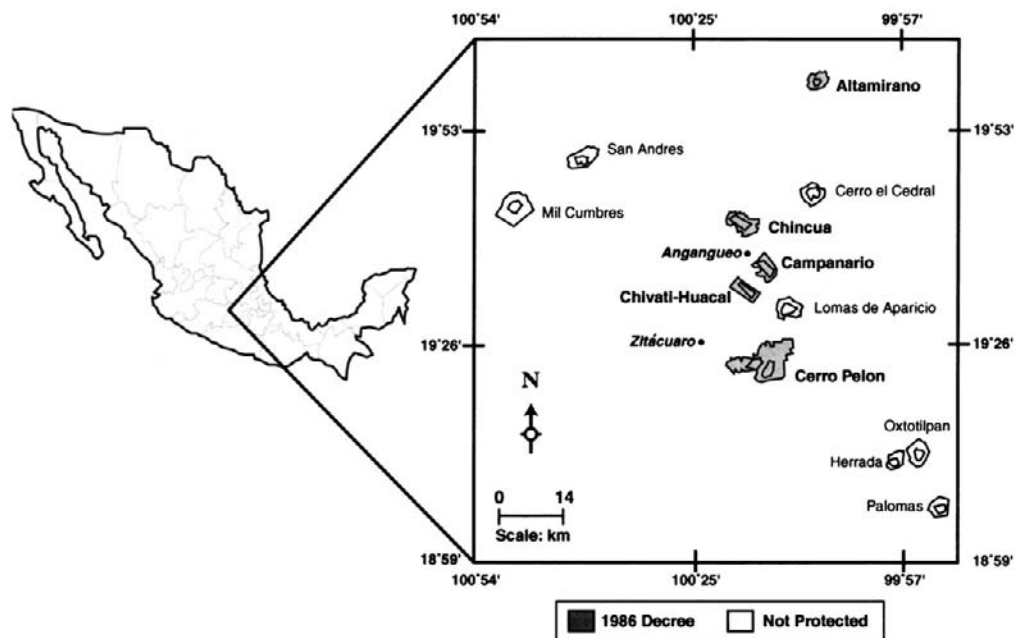 100°54' 100°25' 99°57'
Altamirano
19°53' 19°53'
San Andres
Cerro el Cedral
Mil Cumbres
Chincua
Angangueo
Campanario
Chivati-Huacal
Lomas de Aparicio
Zitácuaro
19°26' 19°26'
Cerro Pelon
N
Oxtotilpan
Herrada
0 14
Palomas
Scale: km
18°59' 18°59'
100°54' 100°25' 99°57'
1986 Decree Not Protected